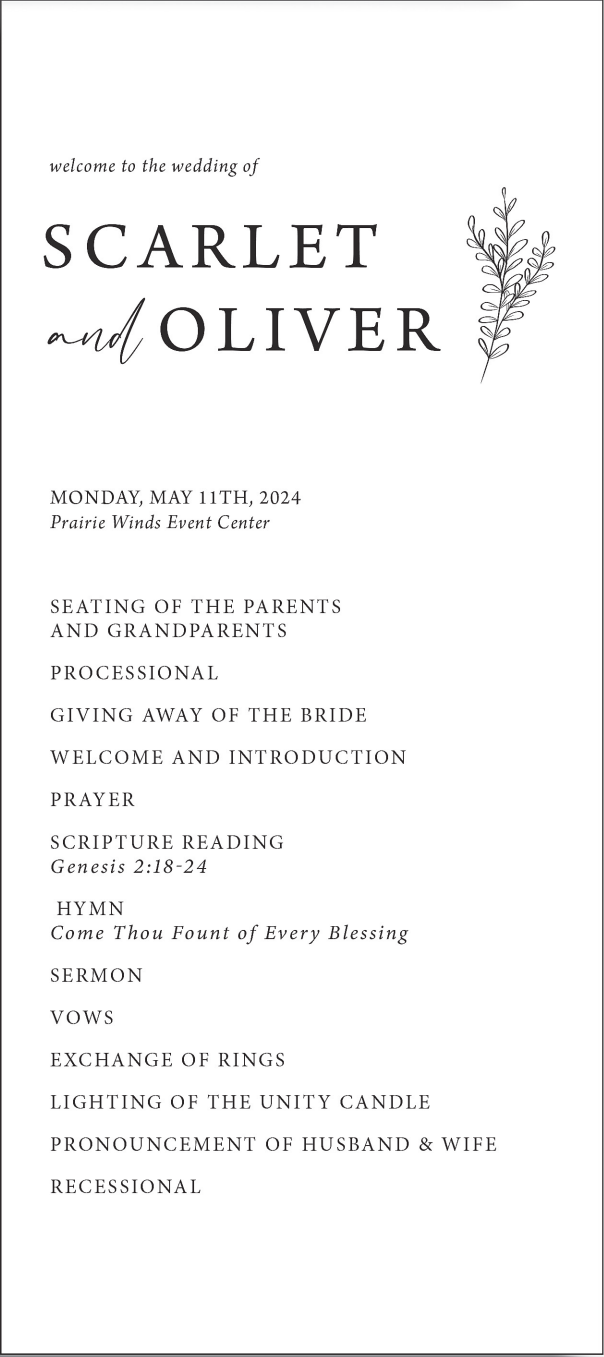 welcome to the wedding of
SCARLET
and OLIVER
MONDAY, MAY 11TH, 2024
Prairie Winds Event Center
SEATING OF THE PARENTS
AND GRANDPARENTS
PROCESSIONAL
GIVING AWAY OF THE BRIDE
WELCOME AND INTRODUCTION
PRAYER
SCRIPTURE READING
Genesis 2:18-24
HYMN
Come Thou Fount of Every Blessing
SERMON
VOWS
EXCHANGE OF RINGS
LIGHTING OF THE UNITY CANDLE
PRONOUNCEMENT OF HUSBAND & WIFE
RECESSIONAL